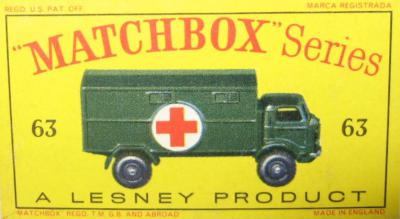 REGD. U.S. PAT. OFF. MARCA REGISTRADA
"MATCHBOX" Series
63 63
A LESNEY PRODUCT
"MATCHBOX" REGD. T.M. G.B. AND ABROAD MADE IN ENGLAND